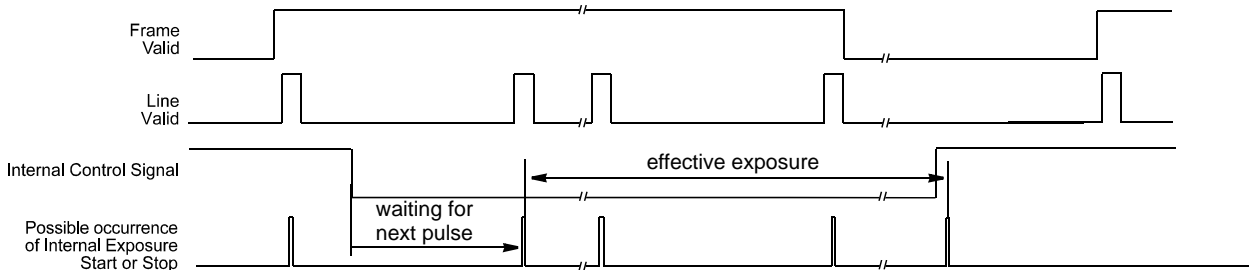 Frame
Valid
Line
Valid
Internal Control Signal
effective exposure
waiting for
next pulse
Possible occurrence
of Internal Exposure
Start or Stop